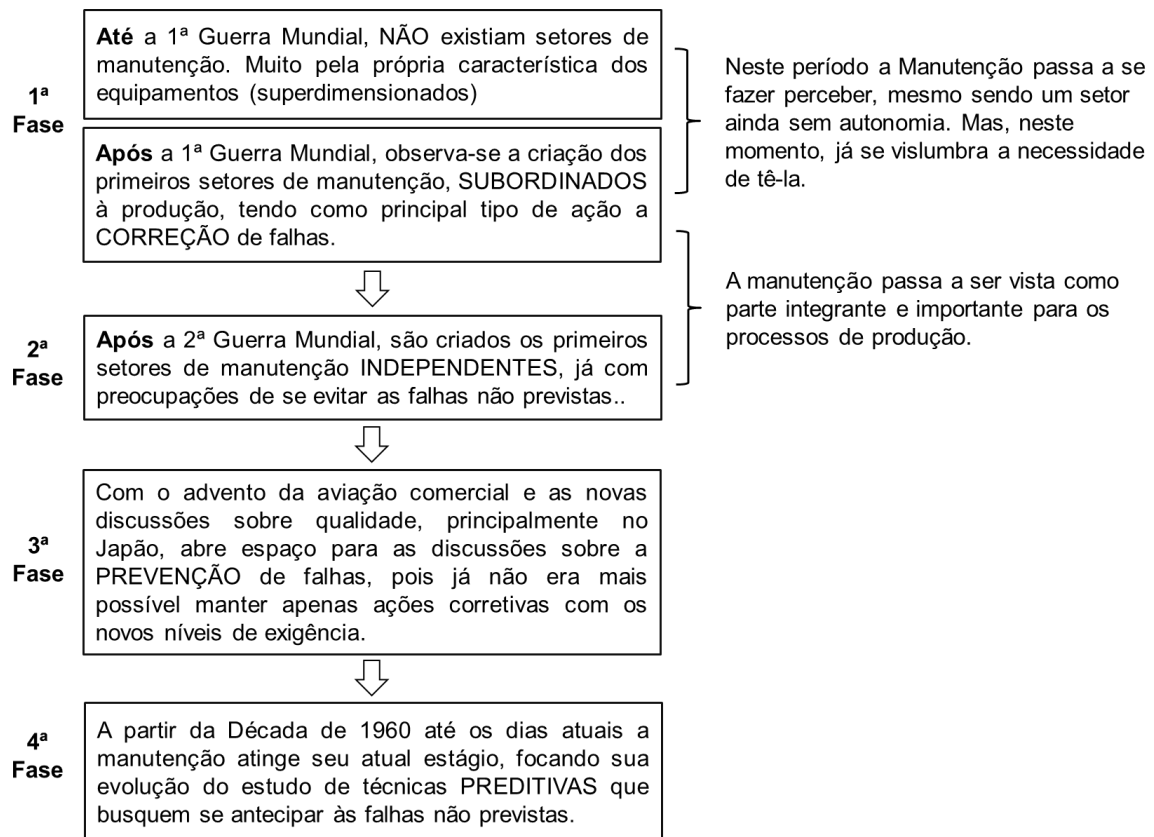 1ª
Fase
Até a 1ª Guerra Mundial, NÃO existiam setores de
manutenção. Muito pela própria característica dos
equipamentos (superdimensionados)
Após a 1ª Guerra Mundial, observa-se a criação dos
primeiros setores de manutenção, SUBORDINADOS
à produção, tendo como principal tipo de ação a
CORREÇÃO de falhas.
Neste período a Manutenção passa a se
fazer perceber, mesmo sendo um setor
ainda sem autonomia. Mas, neste
momento, já se vislumbra a necessidade
de tê-la.
2ª
Fase
Após a 2ª Guerra Mundial, são criados os primeiros
setores de manutenção INDEPENDENTES, já com
preocupações de se evitar as falhas não previstas..
A manutenção passa a ser vista como
parte integrante e importante para os
processos de produção.
3ª
Fase
Com o advento da aviação comercial e as novas
discussões sobre qualidade, principalmente no
Japão, abre espaço para as discussões sobre a
PREVENÇÃO de falhas, pois já não era mais
possível manter apenas ações corretivas com os
novos níveis de exigência.
4ª
Fase
A partir da Década de 1960 até os dias atuais a
manutenção atinge seu atual estágio, focando sua
evolução do estudo de técnicas PREDITIVAS que
busquem se antecipar às falhas não previstas.